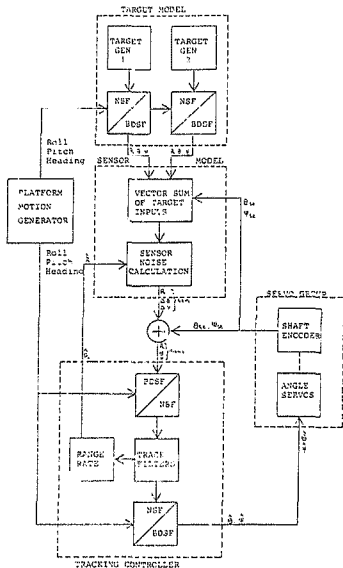 TARGET MODEL
TARGET
GEN
1
TARGET
GEN
2
NSF
BDSF
NSF
BDSF
Roll
Pitch
Heading
SENSOR
MODEL
PLATFORM
MOTION
GENERATOR
VECTOR SUM
OF TARGET
INPUTS
Roll
Pitch
Heading
SENSOR
NOISE
CALCULATION
SERVO GROUP
SHAFT
ENCODER
ANGLE
SERVOS
NSF
RANGE
RATE
TRACK
FILTERS
NSF
BDSF
TRACKING CONTROLLER